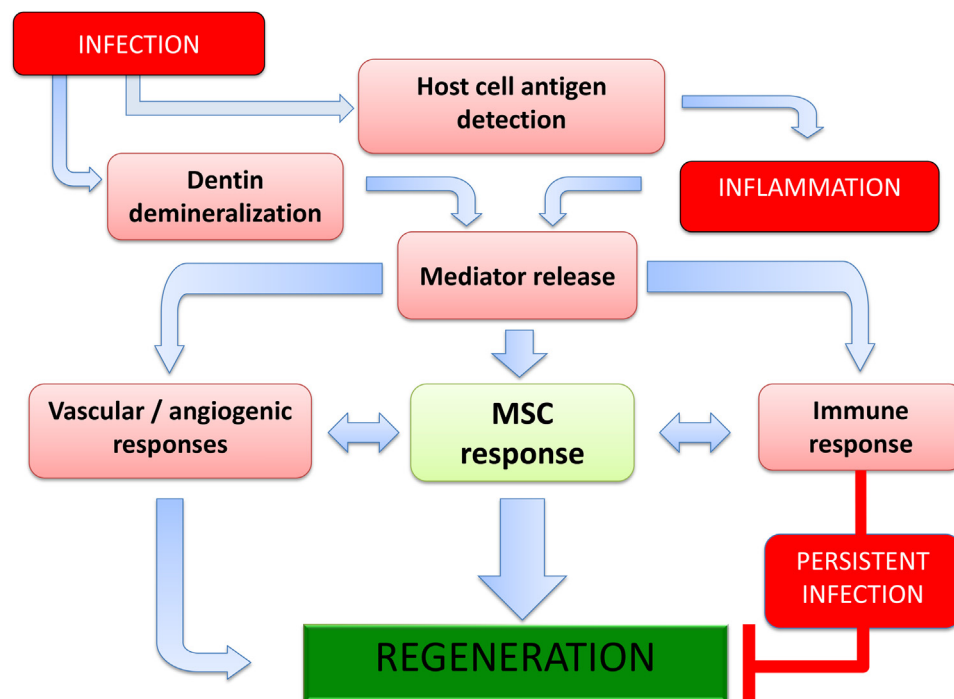 INFECTION
Host cell antigen
detection
Dentin
demineralization
INFLAMMATION
Mediator release
Vascular / angiogenic
responses
MSC
response
Immune
response
PERSISTENT
INFECTION
REGENERATION